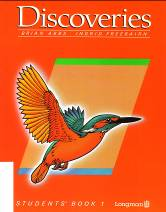 Discoveries
BRIAN ABBS INGRID FREEBAIRN
STUDENTS' BOOK 1 Longman